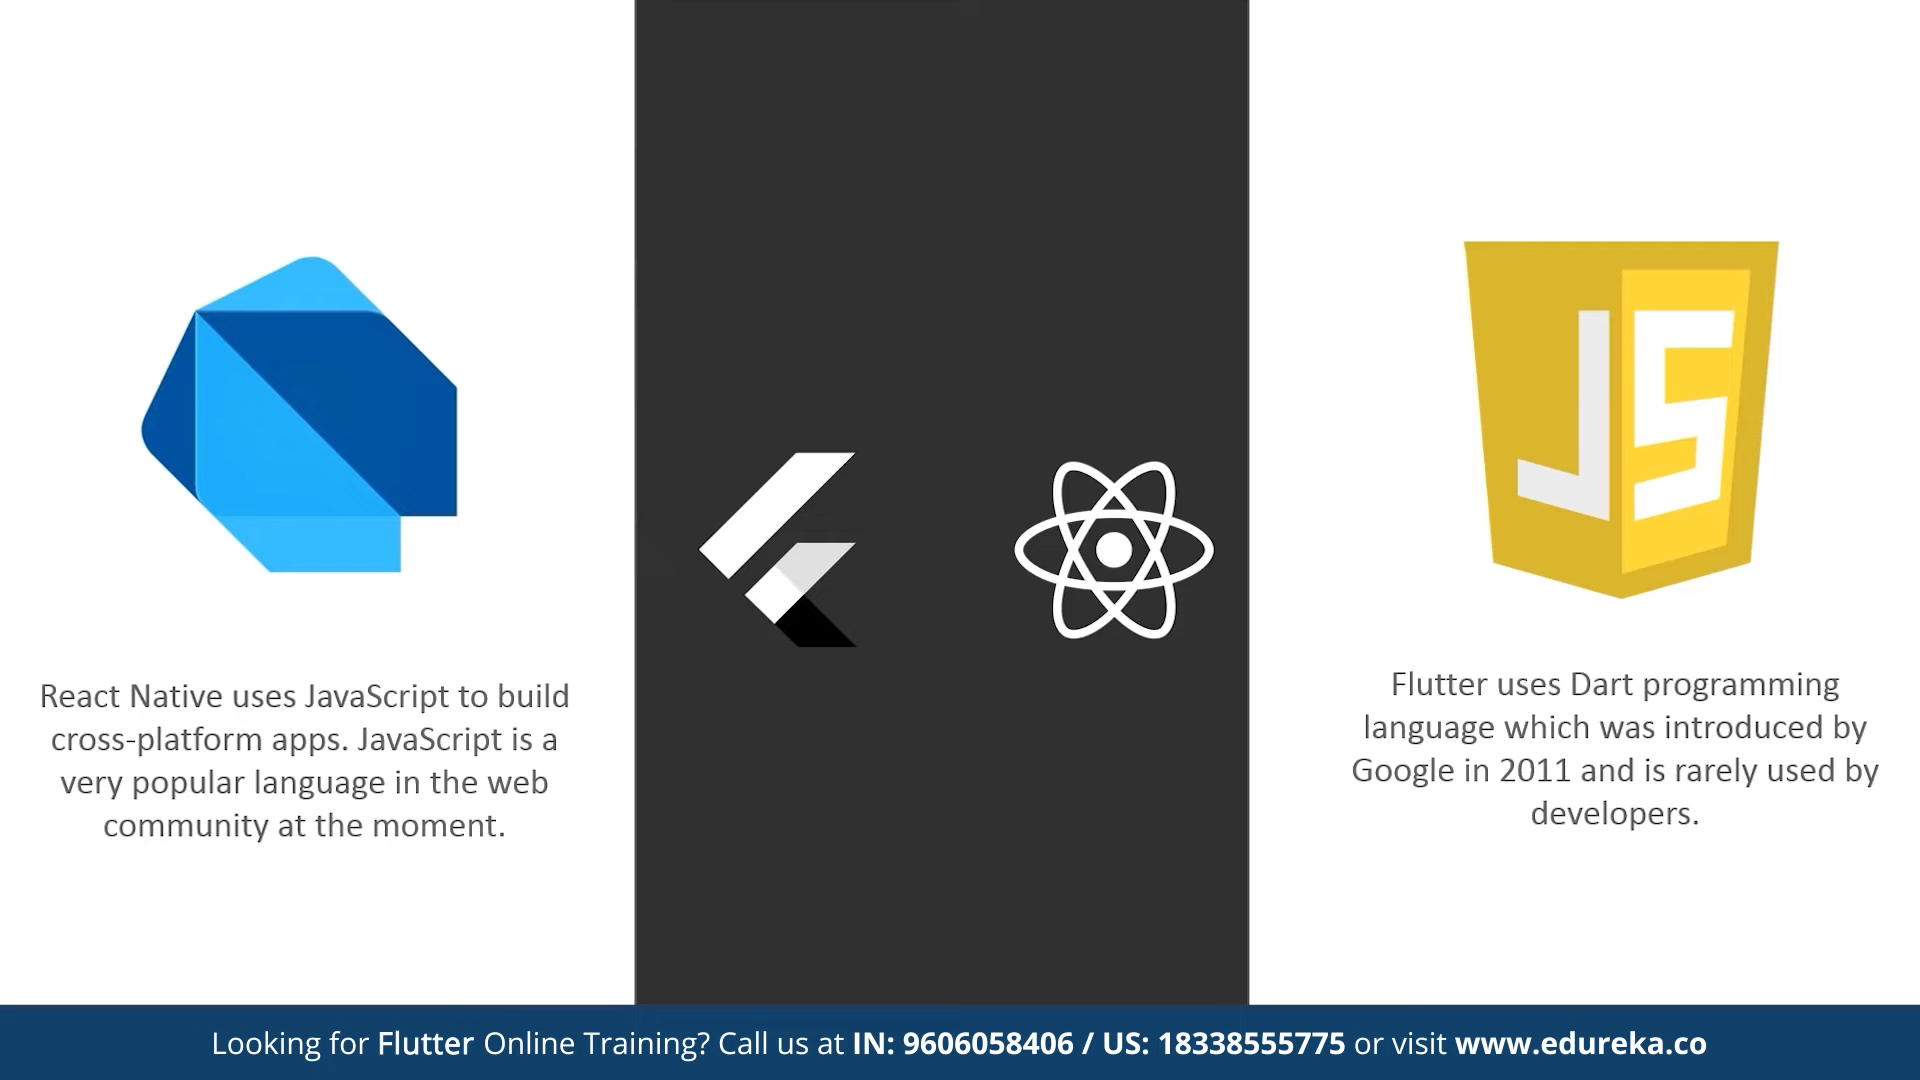 JS
React Native uses JavaScript to build
cross-platform apps. JavaScript is a
very popular language in the web
community at the moment.
Flutter uses Dart programming
language which was introduced by
Google in 2011 and is rarely used by
developers.
Looking for Flutter Online Training? Call us at IN: 9606058406 / US: 18338555775 or visit www.edureka.co